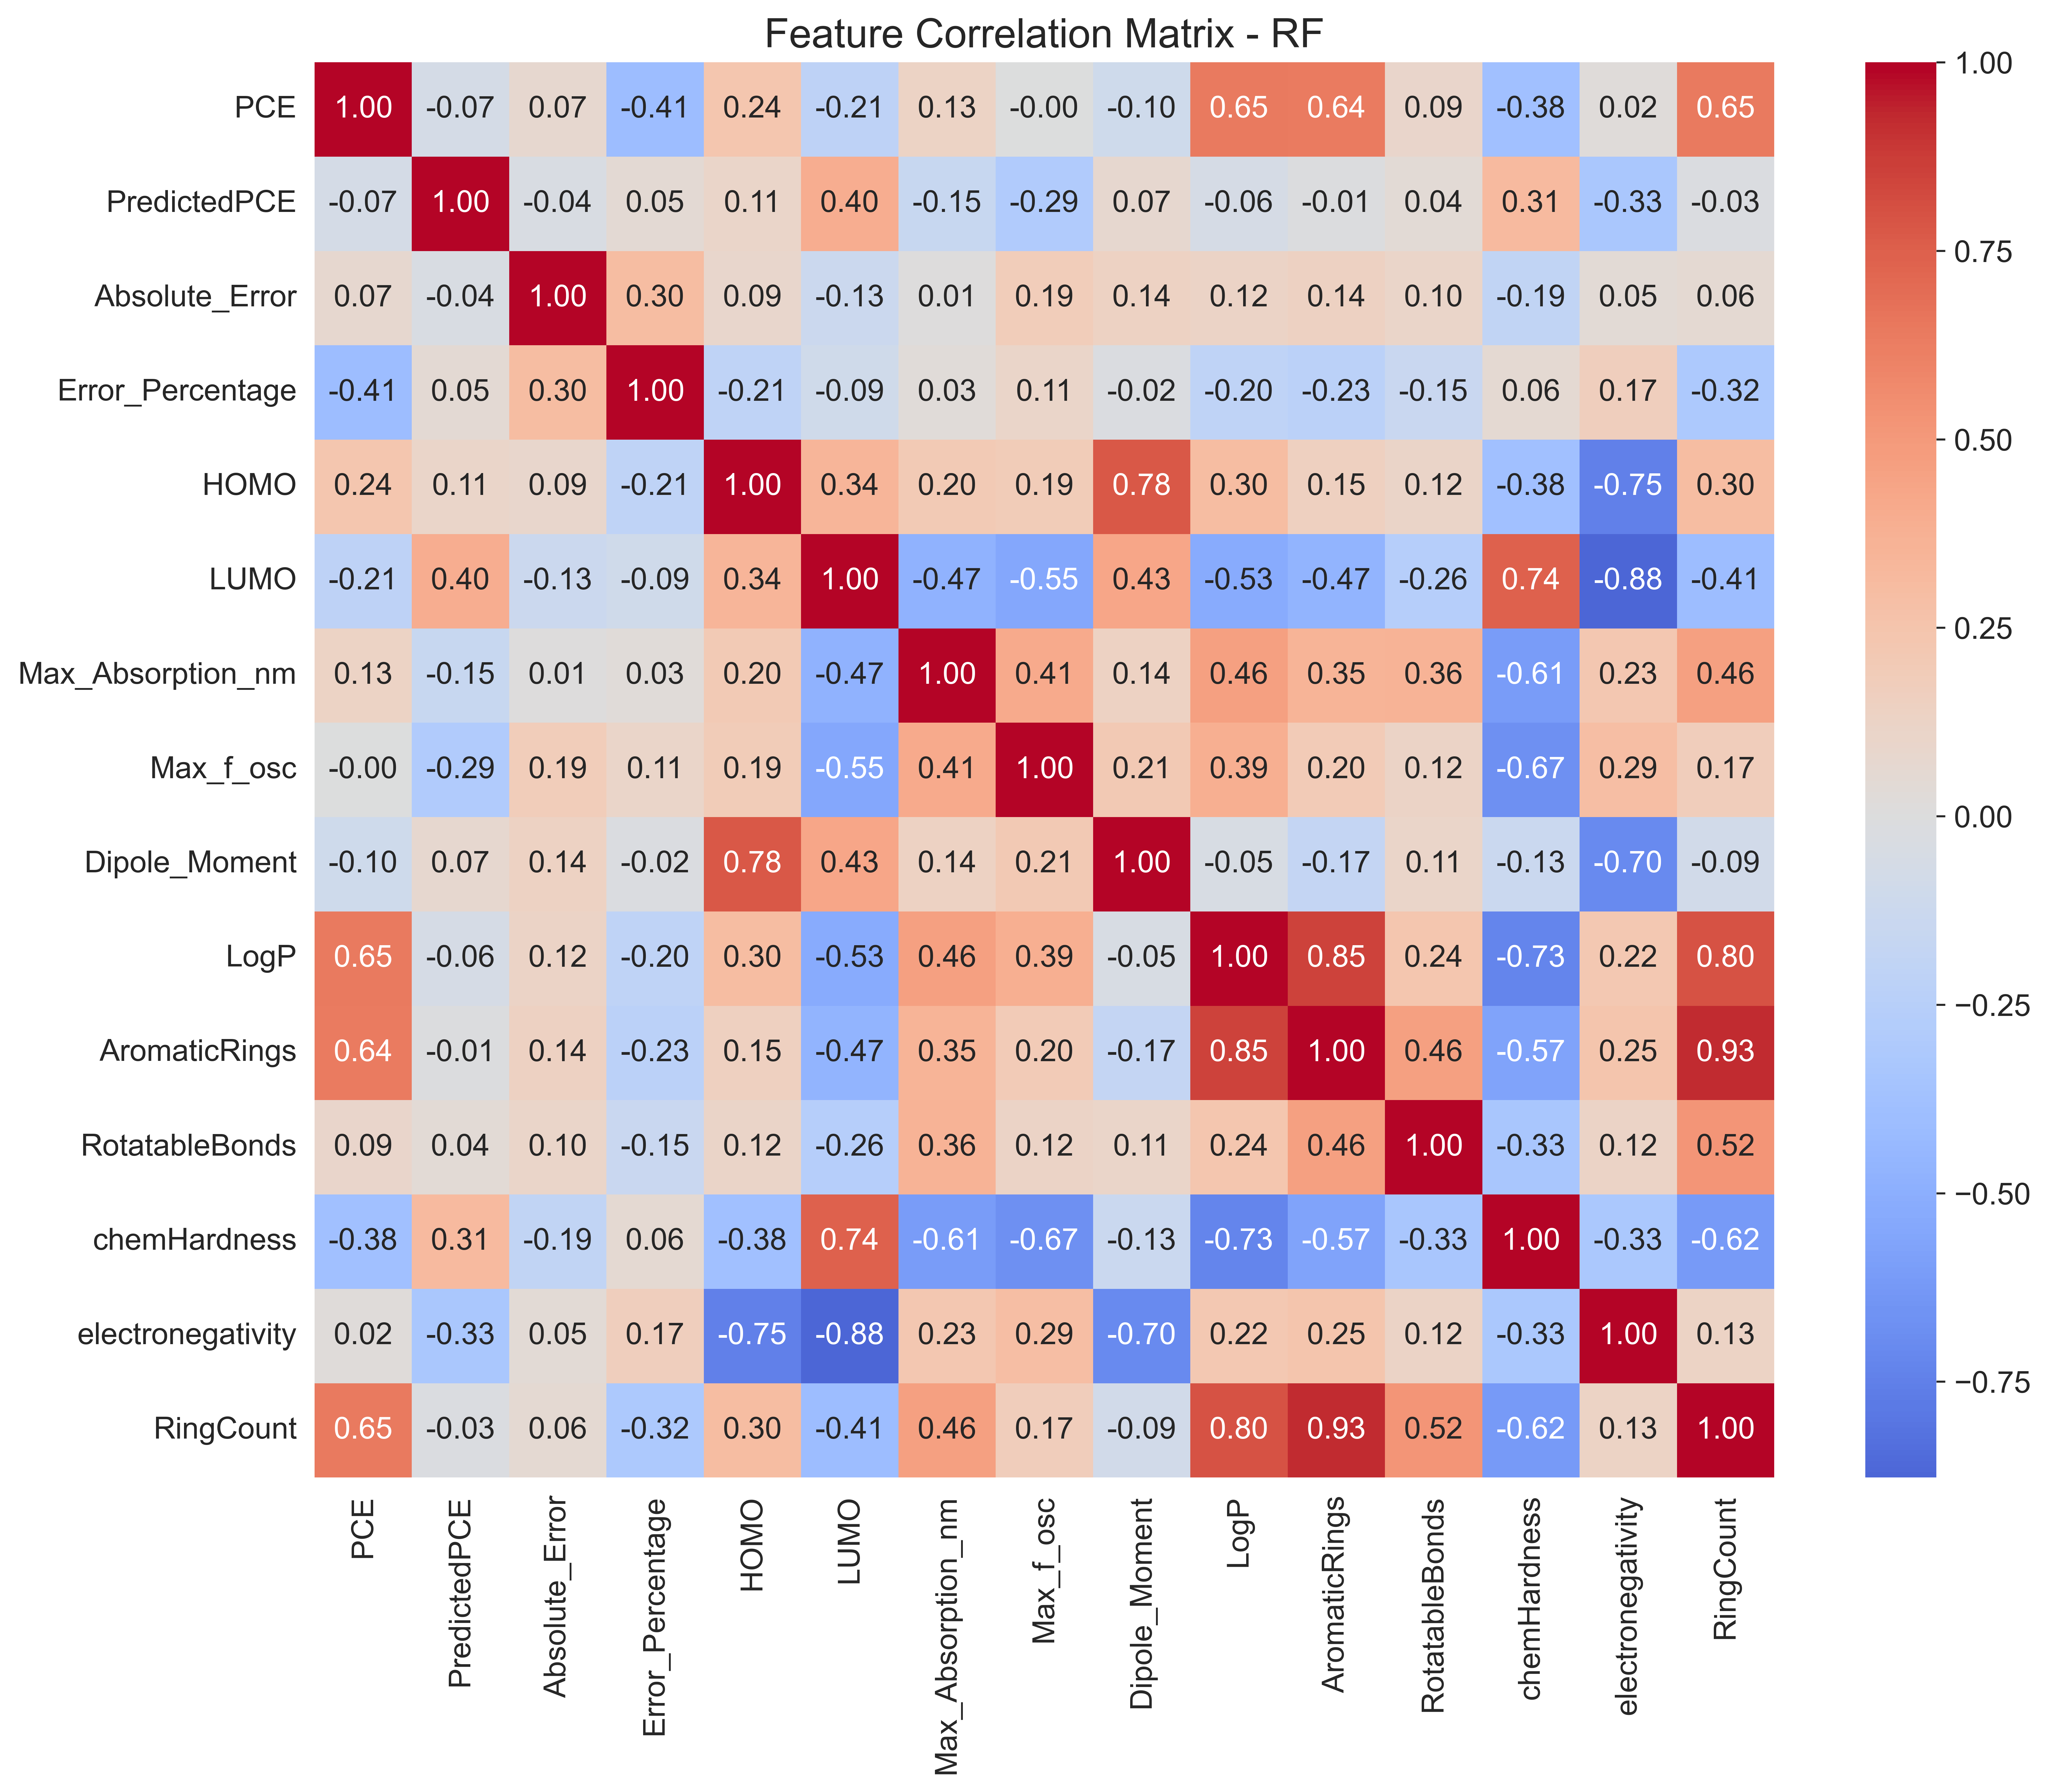 Feature Correlation Matrix - RF
PCE 1.00 -0.07 0.07 -0.41 0.24 -0.21 0.13 -0.00 -0.10 0.65 0.64 0.09 -0.38 0.02 0.65
PredictedPCE -0.07 1.00 -0.04 0.05 0.11 0.40 -0.15 -0.29 0.07 -0.06 -0.01 0.04 0.31 -0.33 -0.03
Absolute_Error 0.07 -0.04 1.00 0.30 0.09 -0.13 0.01 0.19 0.14 0.12 0.14 0.10 -0.19 0.05 0.06
Error_Percentage -0.41 0.05 0.30 1.00 -0.21 -0.09 0.03 0.11 -0.02 -0.20 -0.23 -0.15 0.06 0.17 -0.32
HOMO 0.24 0.11 0.09 -0.21 1.00 0.34 0.20 0.19 0.78 0.30 0.15 0.12 -0.38 -0.75 0.30
LUMO -0.21 0.40 -0.13 -0.09 0.34 1.00 -0.47 -0.55 0.43 -0.53 -0.47 -0.26 0.74 -0.88 -0.41
Max_Absorption_nm 0.13 -0.15 0.01 0.03 0.20 -0.47 1.00 0.41 0.14 0.46 0.35 0.36 -0.61 0.23 0.46
Max_f_osc -0.00 -0.29 0.19 0.11 0.19 -0.55 0.41 1.00 0.21 0.39 0.20 0.12 -0.67 0.29 0.17
Dipole_Moment -0.10 0.07 0.14 -0.02 0.78 0.43 0.14 0.21 1.00 -0.05 -0.17 0.11 -0.13 -0.70 -0.09
LogP 0.65 -0.06 0.12 -0.20 0.30 -0.53 0.46 0.39 -0.05 1.00 0.85 0.24 -0.73 0.22 0.80
AromaticRings 0.64 -0.01 0.14 -0.23 0.15 -0.47 0.35 0.20 -0.17 0.85 1.00 0.46 -0.57 0.25 0.93
RotatableBonds 0.09 0.04 0.10 -0.15 0.12 -0.26 0.36 0.12 0.11 0.24 0.46 1.00 -0.33 0.12 0.52
chemHardness -0.38 0.31 -0.19 0.06 -0.38 0.74 -0.61 -0.67 -0.13 -0.73 -0.57 -0.33 1.00 -0.33 -0.62
electronegativity 0.02 -0.33 0.05 0.17 -0.75 -0.88 0.23 0.29 -0.70 0.22 0.25 0.12 -0.33 1.00 0.13
RingCount 0.65 -0.03 0.06 -0.32 0.30 -0.41 0.46 0.17 -0.09 0.80 0.93 0.52 -0.62 0.13 1.00
PCE
PredictedPCE
Absolute_Error
Error_Percentage
HOMO
LUMO
Max_Absorption_nm
Max_f_osc
Dipole_Moment
LogP
AromaticRings
RotatableBonds
chemHardness
electronegativity
RingCount
1.00
0.75
0.50
0.25
0.00
−0.25
−0.50
−0.75